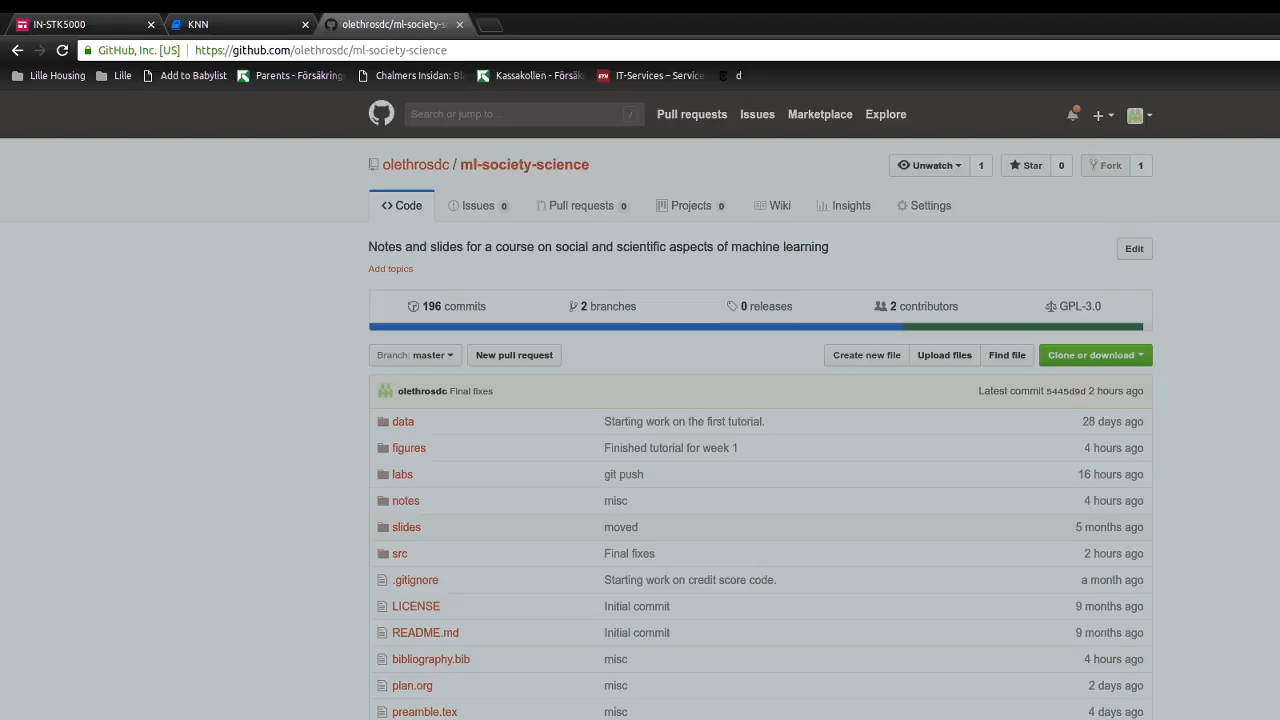 IN-STK5000 KNN olethrosdc/ml-society-s
GitHub, Inc. [US] https://github.com/olethrosdc/ml-society-science
Lille Housing Lille Add to Babylist Parents - Försäkring Chalmers Insidan: Bl Kassakollen - Försäk IT-Services – Service d
Search or jump to… / Pull requests Issues Marketplace Explore
olethrosdc / ml-society-science Unwatch 1 Star 0 Fork 1
Code Issues 0 Pull requests 0 Projects 0 Wiki Insights Settings
Notes and slides for a course on social and scientific aspects of machine learning Edit
Add topics
196 commits 2 branches 0 releases 2 contributors GPL-3.0
Branch: master New pull request Create new file Upload files Find file Clone or download
olethrosdc Final fixes Latest commit 5445d9d 2 hours ago
data Starting work on the first tutorial. 28 days ago
figures Finished tutorial for week 1 4 hours ago
labs git push 16 hours ago
notes misc 4 hours ago
slides moved 5 months ago
src Final fixes 2 hours ago
.gitignore Starting work on credit score code. a month ago
LICENSE Initial commit 9 months ago
README.md Initial commit 9 months ago
bibliography.bib misc 4 hours ago
plan.org misc 2 days ago
preamble.tex misc 4 days ago